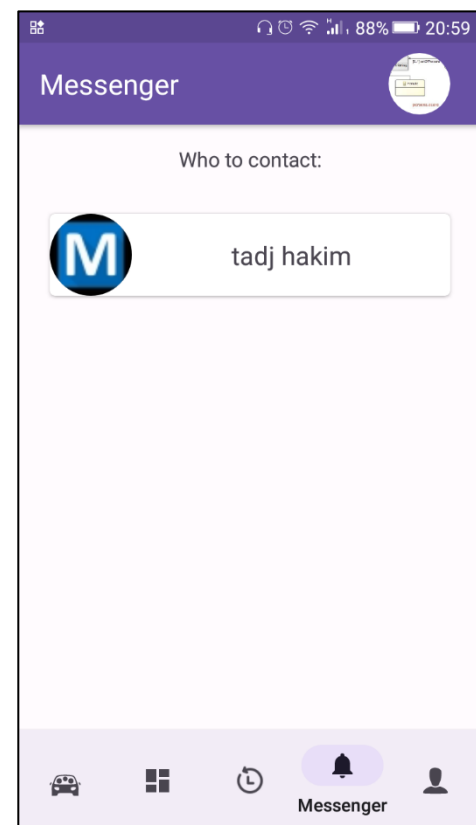 88% 20:59
Messenger
Who to contact:
M
tadj hakim
Messenger